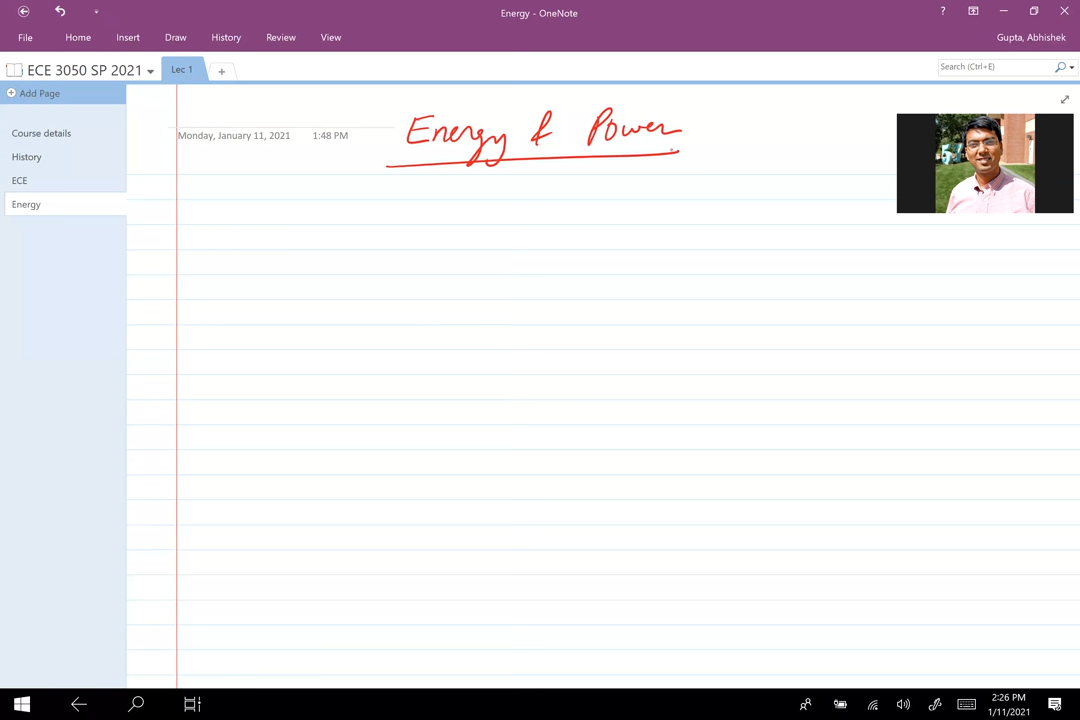 Energy - OneNote
?
File Home Insert Draw History Review View Gupta, Abhishek
ECE 3050 SP 2021 Lec 1 + Search (Ctrl+E)
Add Page
Course details
History
ECE
Energy
Monday, January 11, 2021 1:48 PM
Energy & Power
2:26 PM
1/11/2021